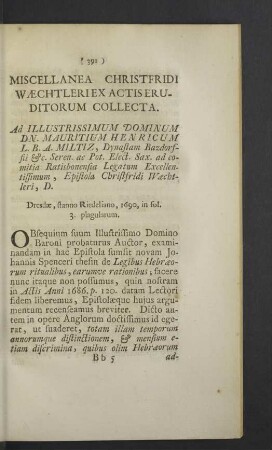 ( 391 )
MISCELLANEA CHRISTFRIDI
WÆCHTLERI EX ACTIS ERU-
DITORUM COLLECTA.
Ad ILLUSTRISSIMUM DOMINUM
DN. MAURITIUM HENRICUM
L. B. A. MILTIZ, Dynastam Bazdorf-
sii &c. Seren. ac Pot. Elect. Sax. ad co-
mitia Ratisbonensia Legatum Excellen-
tissimum, Epistola Christfridi Wæcht-
leri, D.
Dresdæ, stanno Riedeliano, 1690, in fol.
3. plagularum.
OBsequium suum Illustrissimo Domino
Baroni probaturus Auctor, exami-
nandam in hac Epistola sumsit novam Jo-
hannis Spenceri thesin de Legibus Hebræo-
rum ritualibus, earumve rationibus, facere
nunc itaque non possumus, quin nostram
in Actis Anni 1686. p. 120. datam Lectori
fidem liberemus, Epistolæque hujus argu-
mentum recenseamus breviter. Dicto au-
tem in opere Anglorum doctissimus id ege-
rat, ut suaderet, totam illam temporum
annorumque distinctionem, & mensium e-
tiam discrimina, quibus olim Hebræorum
B b 5 ad-